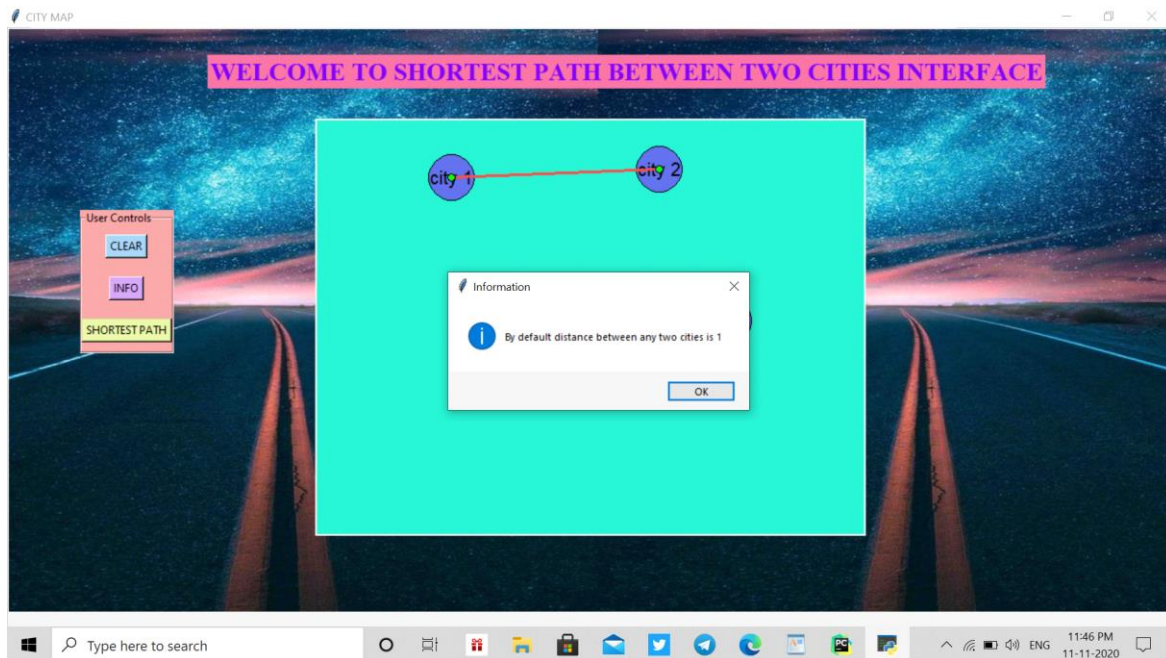 CITY MAP
WELCOME TO SHORTEST PATH BETWEEN TWO CITIES INTERFACE
city 1
city 2
User Controls
CLEAR
INFO
SHORTEST PATH
Information
By default distance between any two cities is 1
OK
Type here to search
PC
ENG
11:46 PM
11-11-2020